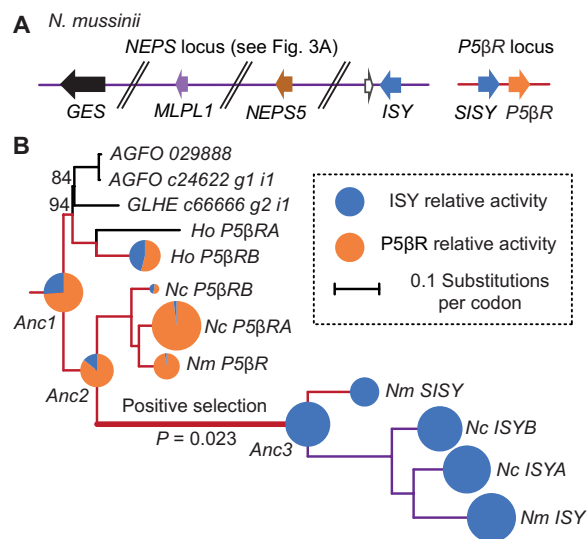 A N. mussinii
NEPS locus (see Fig. 3A) P5βR locus
GES MLPL1 NEPS5 ISY SISY P5βR
B
AGFO 029888
84 AGFO c24622 g1 i1
94 GLHE c66666 g2 i1
Ho P5βRA
Ho P5βRB
Anc1
Nc P5βRB
Nc P5βRA
Nm P5βR
Anc2
Positive selection
P = 0.023
Anc3
Nm SISY
Nc ISYB
Nc ISYA
Nm ISY
ISY relative activity
P5βR relative activity
0.1 Substitutions
per codon